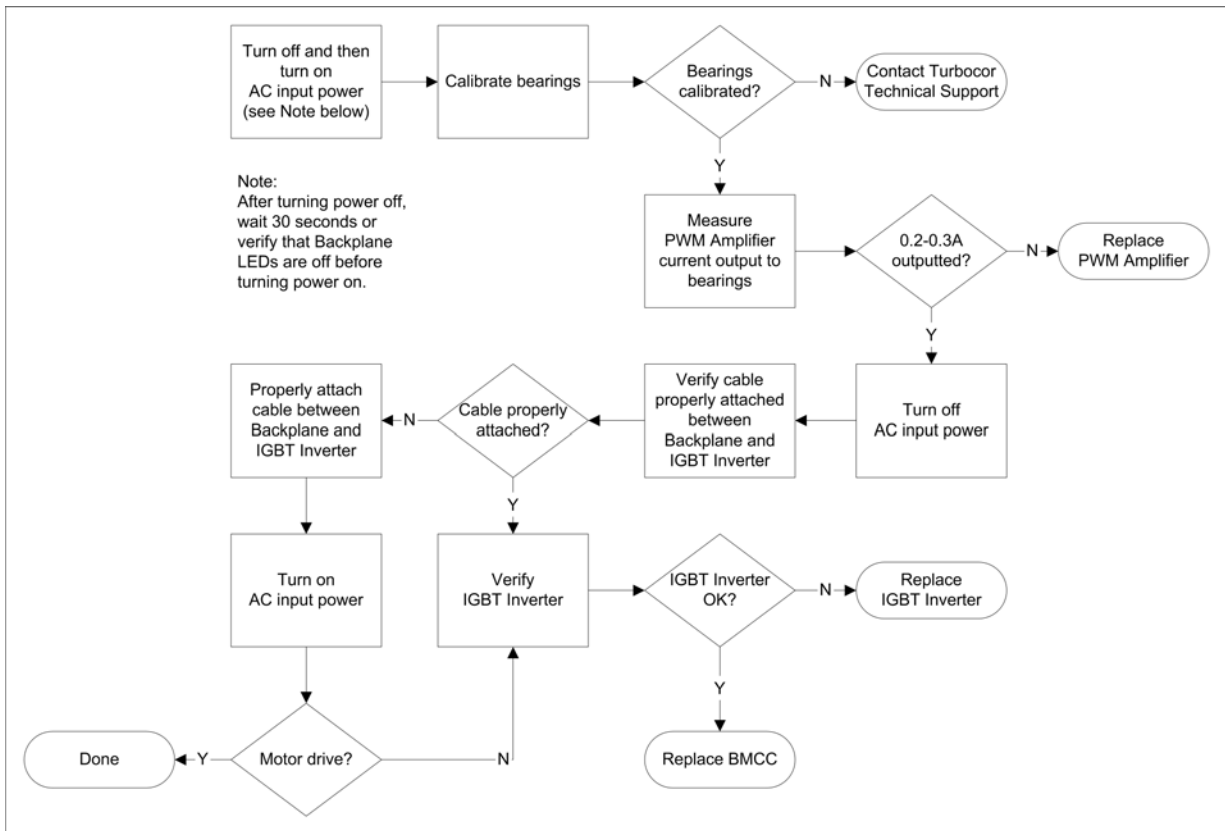 Turn off and then
turn on
AC input power
(see Note below)
Calibrate bearings
Bearings
calibrated?
N
Contact Turbocor
Technical Support
Y
Note:
After turning power off,
wait 30 seconds or
verify that Backplane
LEDs are off before
turning power on.
Measure
PWM Amplifier
current output to
bearings
0.2-0.3A
outputted?
N
Replace
PWM Amplifier
Y
Properly attach
cable between
Backplane and
IGBT Inverter
N
Cable properly
attached?
Verify cable
properly attached
between
Backplane and
IGBT Inverter
Turn off
AC input power
Y
Turn on
AC input power
Verify
IGBT Inverter
IGBT Inverter
OK?
N
Replace
IGBT Inverter
Y
Done
Y
Motor drive?
N
Replace BMCC